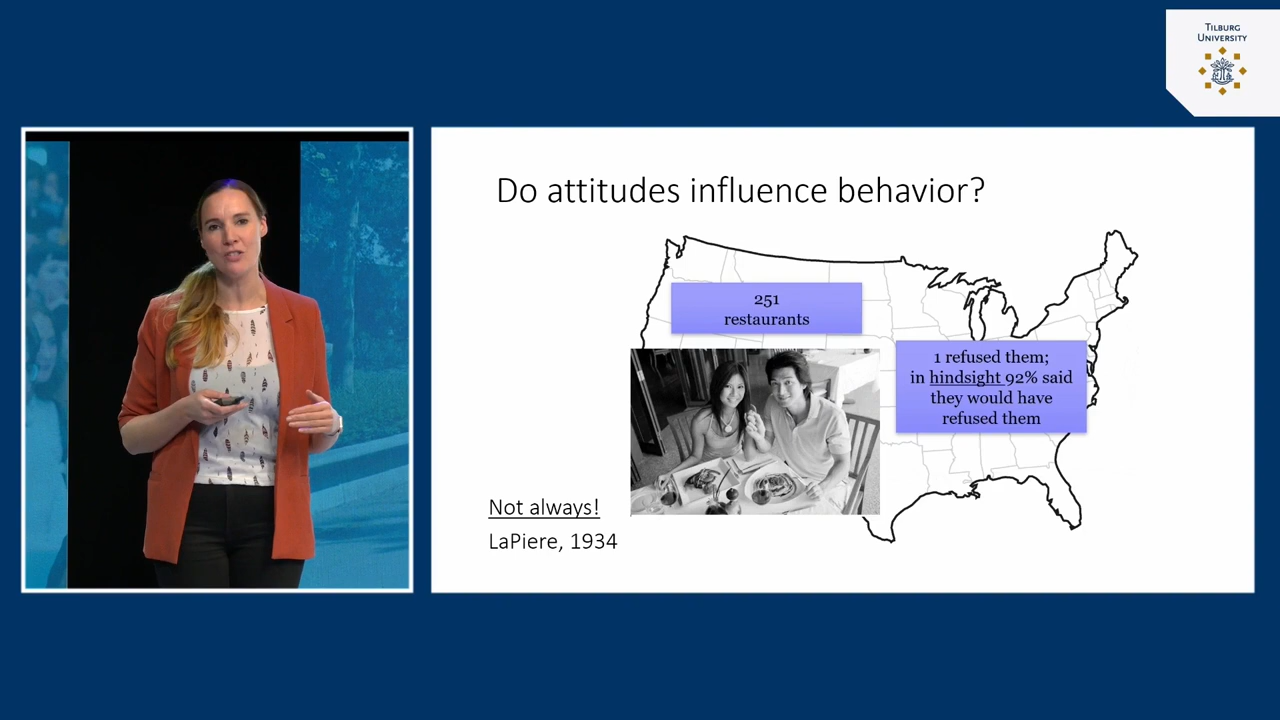 TILBURG
UNIVERSITY
Do attitudes influence behavior?
251
restaurants
1 refused them;
in hindsight 92% said
they would have
refused them
Not always!
LaPiere, 1934